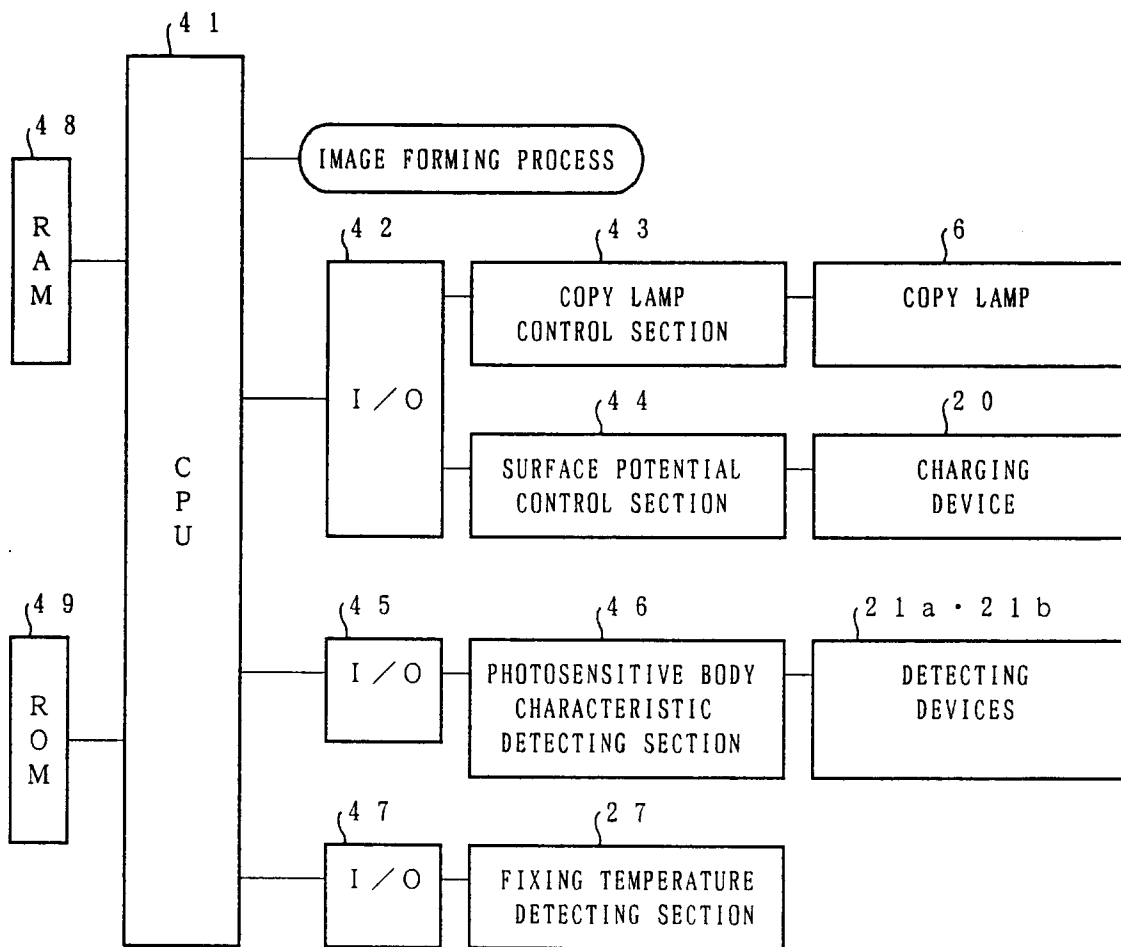 41
48
RAM
CPU
49
ROM
IMAGE FORMING PROCESS
42
I/O
43
COPY LAMP
CONTROL SECTION
6
COPY LAMP
44
SURFACE POTENTIAL
CONTROL SECTION
20
CHARGING
DEVICE
45
I/O
46
PHOTOSENSITIVE BODY
CHARACTERISTIC
DETECTING SECTION
21a・21b
DETECTING
DEVICES
47
I/O
27
FIXING TEMPERATURE
DETECTING SECTION